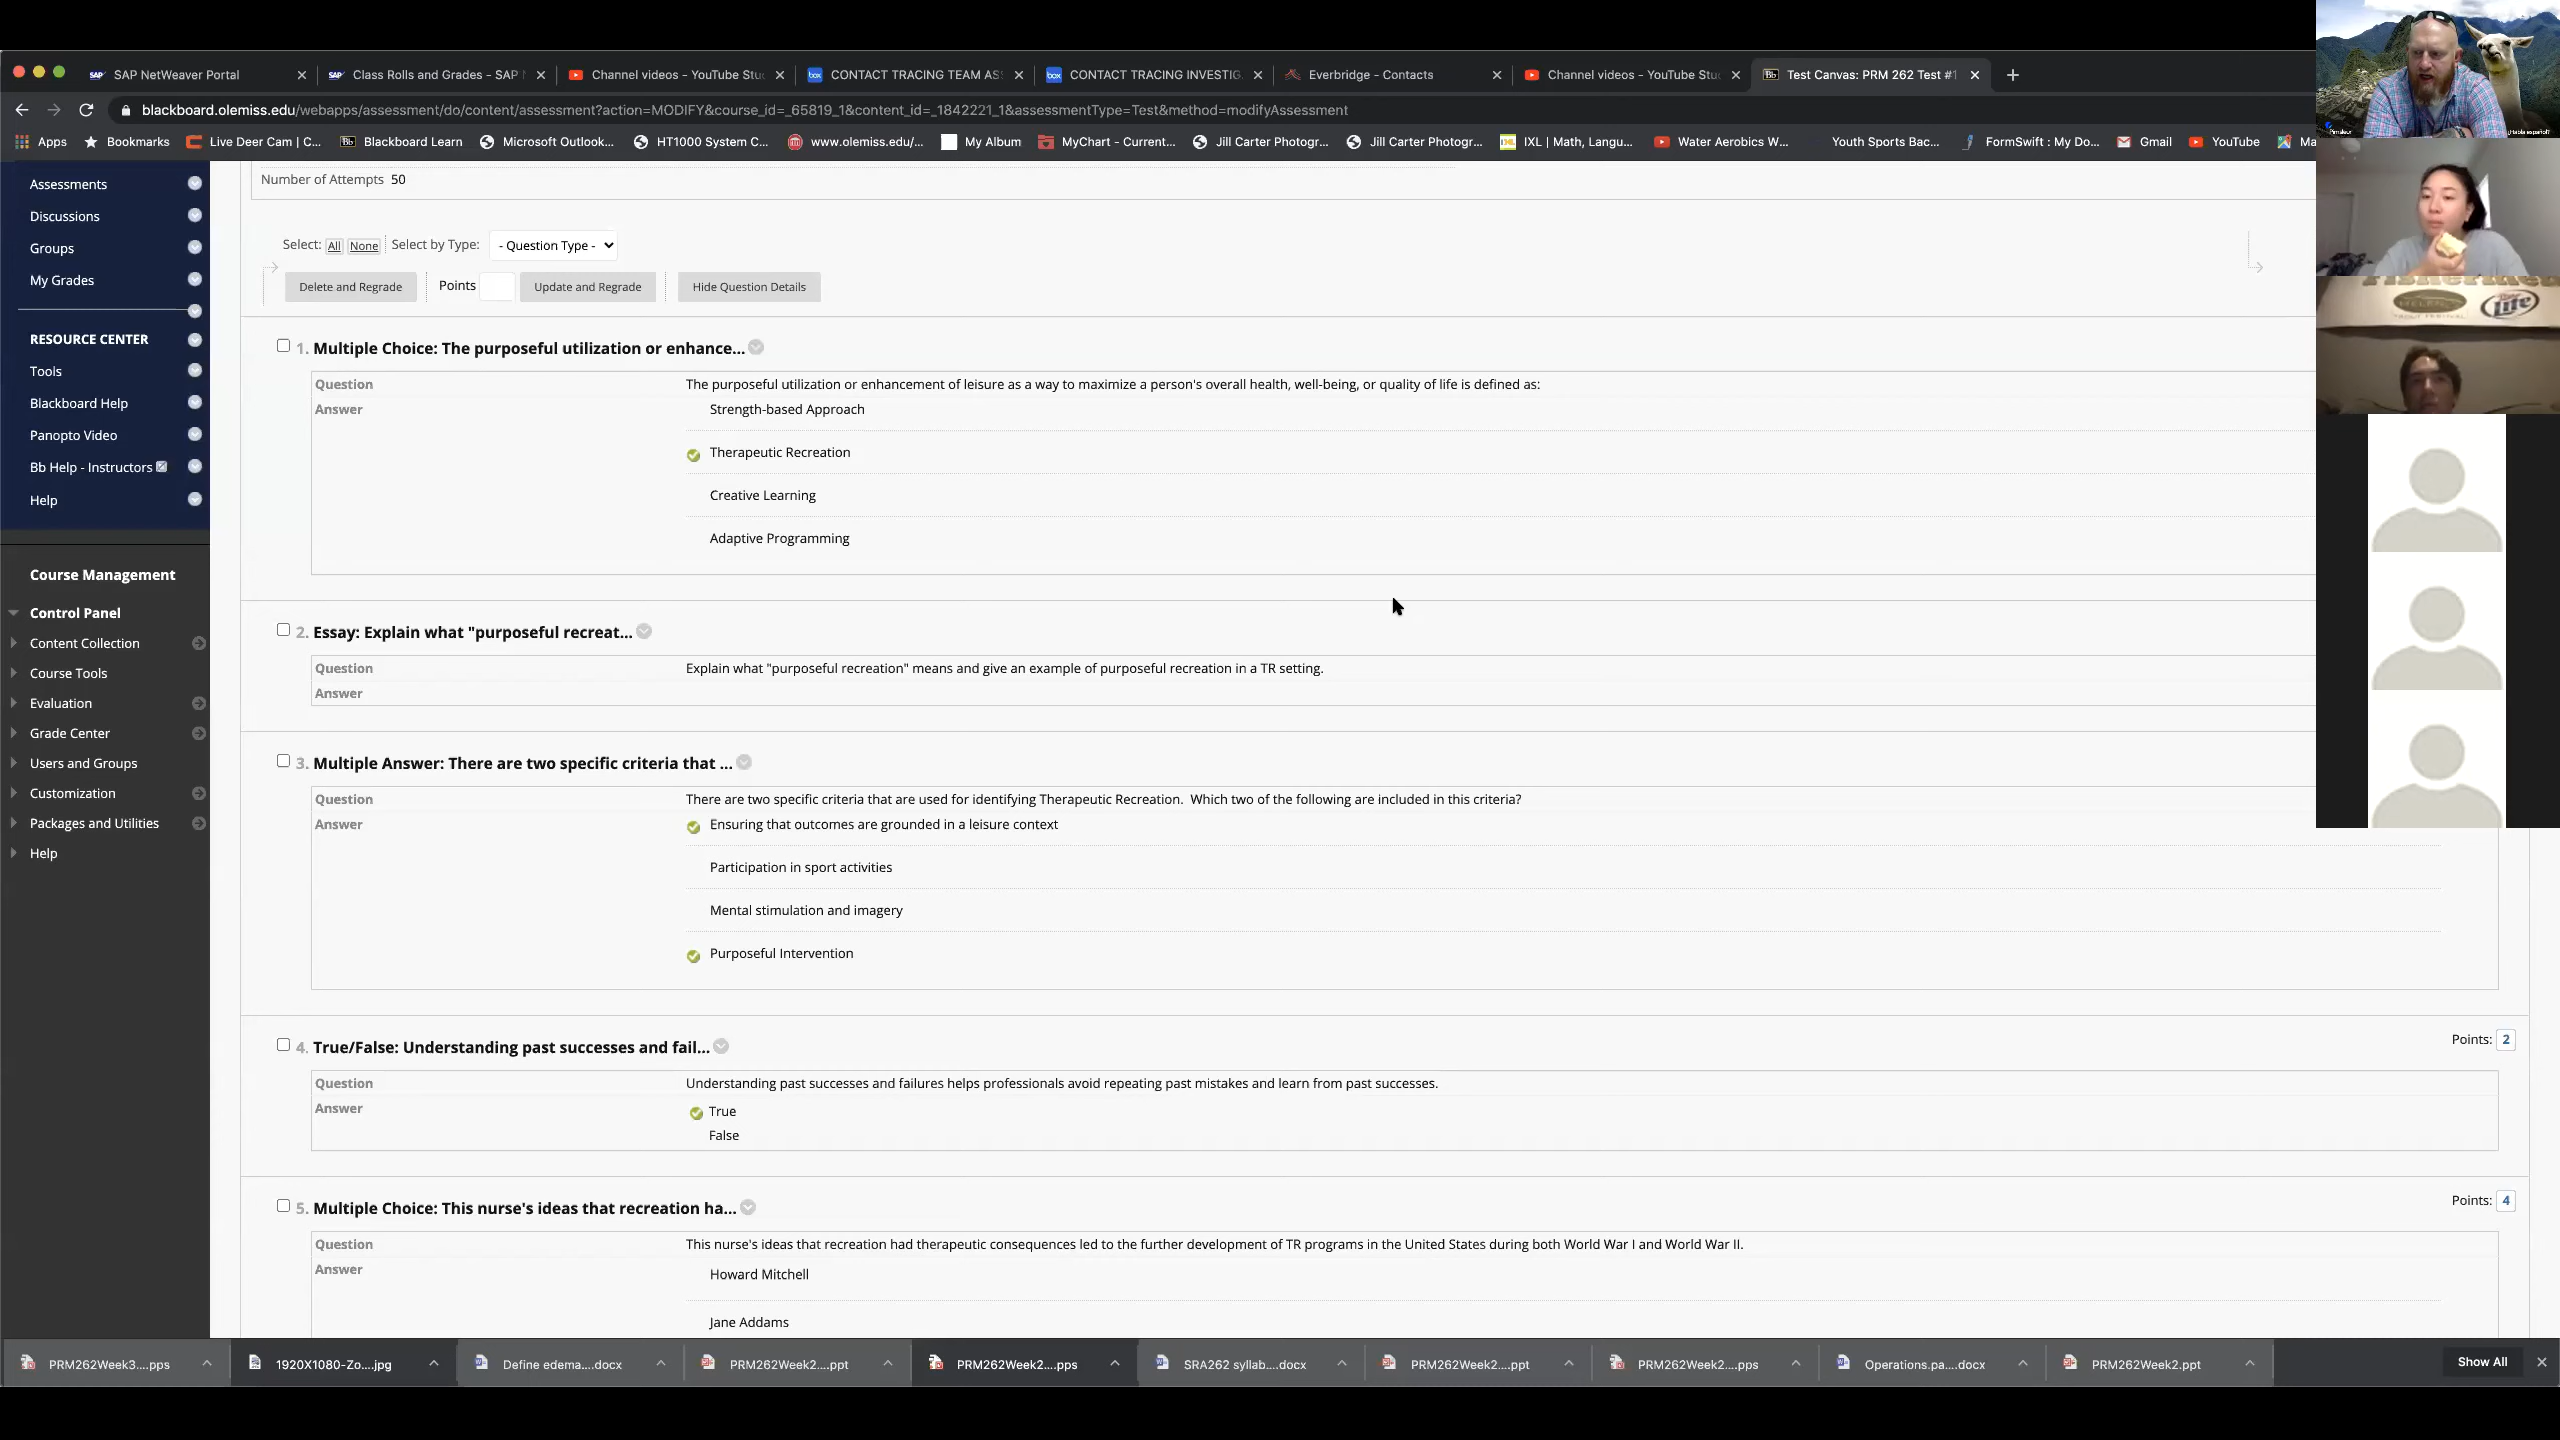 SAP NetWeaver Portal
Class Rolls and Grades - SAP N
Channel videos - YouTube Stu
CONTACT TRACING TEAM AS
CONTACT TRACING INVESTIG
Everbridge - Contacts
Channel videos - YouTube Stu
Test Canvas: PRM 262 Test #1
blackboard.olemiss.edu/webapps/assessment/do/content/assessment?action=MODIFY&course_id=_65819_1&content_id=_1842221_1&assessmentType=Test&method=modifyAssessment
Apps
Bookmarks
Live Deer Cam | C...
Blackboard Learn
Microsoft Outlook...
HT1000 System C...
www.olemiss.edu/...
My Album
MyChart - Current...
Jill Carter Photogr...
Jill Carter Photogr...
IXL | Math, Langu...
Water Aerobics W...
Youth Sports Bac...
FormSwift : My Do...
Gmail
YouTube
Ma
Assessments
Discussions
Groups
My Grades
RESOURCE CENTER
Tools
Blackboard Help
Panopto Video
Bb Help - Instructors
Help
Course Management
Control Panel
Content Collection
Course Tools
Evaluation
Grade Center
Users and Groups
Customization
Packages and Utilities
Help
Number of Attempts 50
Select: All None Select by Type: - Question Type -
Delete and Regrade Points Update and Regrade Hide Question Details
1. Multiple Choice: The purposeful utilization or enhance...
Question The purposeful utilization or enhancement of leisure as a way to maximize a person's overall health, well-being, or quality of life is defined as:
Answer Strength-based Approach
Therapeutic Recreation
Creative Learning
Adaptive Programming
2. Essay: Explain what "purposeful recreat...
Question Explain what "purposeful recreation" means and give an example of purposeful recreation in a TR setting.
Answer
3. Multiple Answer: There are two specific criteria that ...
Question There are two specific criteria that are used for identifying Therapeutic Recreation. Which two of the following are included in this criteria?
Answer Ensuring that outcomes are grounded in a leisure context
Participation in sport activities
Mental stimulation and imagery
Purposeful Intervention
4. True/False: Understanding past successes and fail...
Points: 2
Question Understanding past successes and failures helps professionals avoid repeating past mistakes and learn from past successes.
Answer True
False
5. Multiple Choice: This nurse's ideas that recreation ha...
Points: 4
Question This nurse's ideas that recreation had therapeutic consequences led to the further development of TR programs in the United States during both World War I and World War II.
Answer Howard Mitchell
Jane Addams
PRM262Week3....pps
1920X1080-Zo....jpg
Define edema....docx
PRM262Week2....ppt
PRM262Week2....pps
SRA262 syllab....docx
PRM262Week2....ppt
PRM262Week2....pps
Operations.pa....docx
PRM262Week2.ppt
Show All
Pimsleur
¿Habla español?
Lite